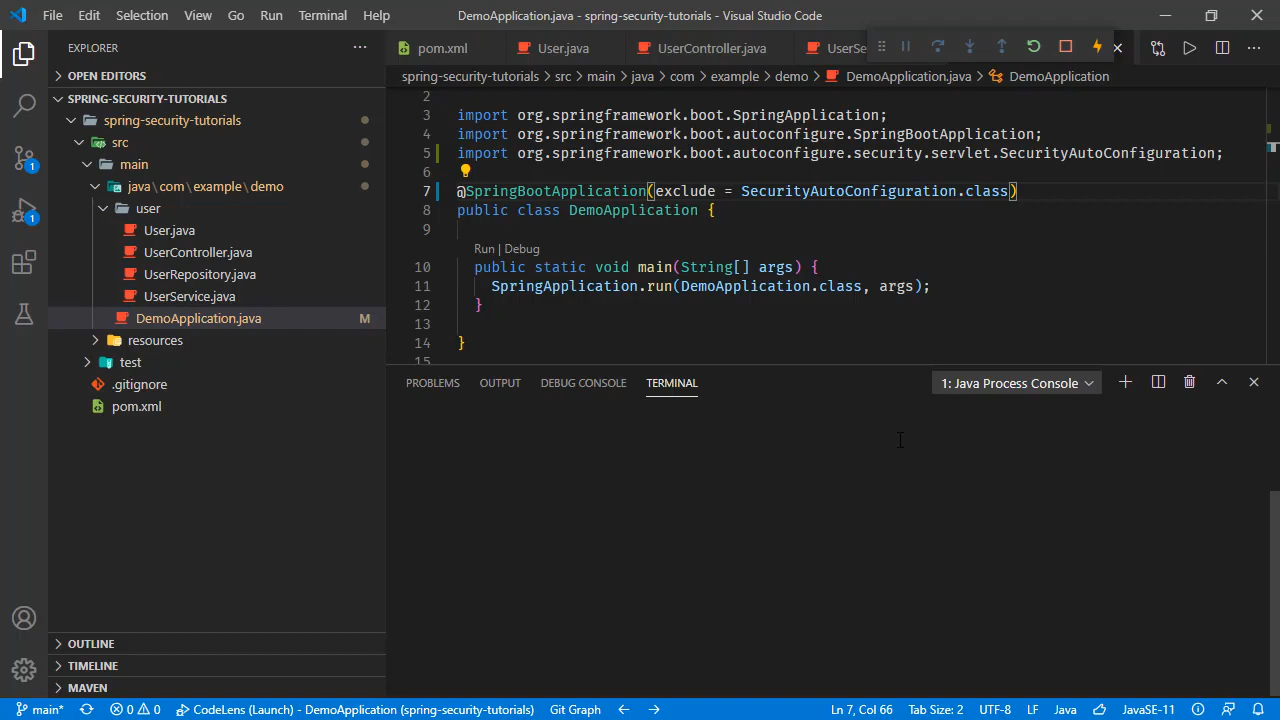 File Edit Selection View Go Run Terminal Help DemoApplication.java - spring-security-tutorials - Visual Studio Code
EXPLORER
pom.xml User.java UserController.java UserSe
OPEN EDITORS
spring-security-tutorials > src > main > java > com > example > demo > DemoApplication.java > DemoApplication
SPRING-SECURITY-TUTORIALS
spring-security-tutorials
src
main
java\com\example\demo
user
User.java
UserController.java
UserRepository.java
UserService.java
DemoApplication.java M
resources
test
.gitignore
pom.xml
OUTLINE
TIMELINE
MAVEN
1
1
2
3 import org.springframework.boot.SpringApplication;
4 import org.springframework.boot.autoconfigure.SpringBootApplication;
5 import org.springframework.boot.autoconfigure.security.servlet.SecurityAutoConfiguration;
6
7 @SpringBootApplication(exclude = SecurityAutoConfiguration.class)
8 public class DemoApplication {
9
Run | Debug
10 public static void main(String[] args) {
11 SpringApplication.run(DemoApplication.class, args);
12 }
13
14 }
15
PROBLEMS OUTPUT DEBUG CONSOLE TERMINAL 1: Java Process Console
main* 0 0 CodeLens (Launch) - DemoApplication (spring-security-tutorials) Git Graph Ln 7, Col 66 Tab Size: 2 UTF-8 LF Java JavaSE-11